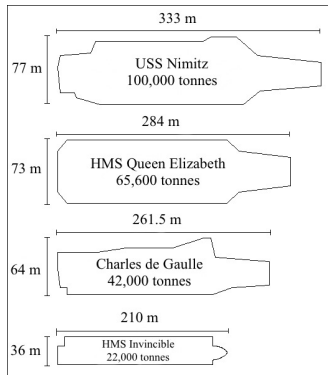 333 m
77 m
USS Nimitz
100,000 tonnes
284 m
73 m
HMS Queen Elizabeth
65,600 tonnes
261.5 m
64 m
Charles de Gaulle
42,000 tonnes
210 m
36 m
HMS Invincible
22,000 tonnes